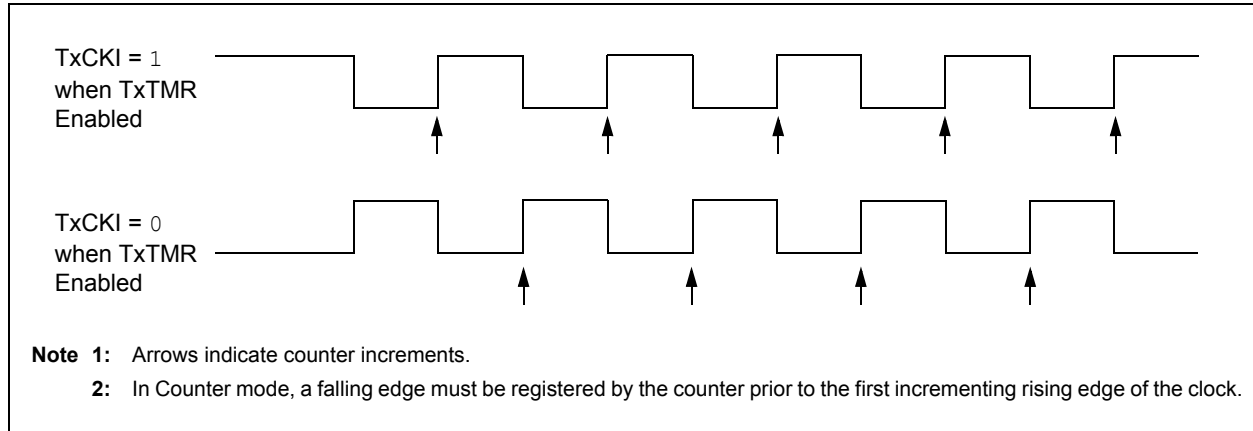 TxCKI = 1
when TxTMR
Enabled
TxCKI = 0
when TxTMR
Enabled
Note 1: Arrows indicate counter increments.
2: In Counter mode, a falling edge must be registered by the counter prior to the first incrementing rising edge of the clock.